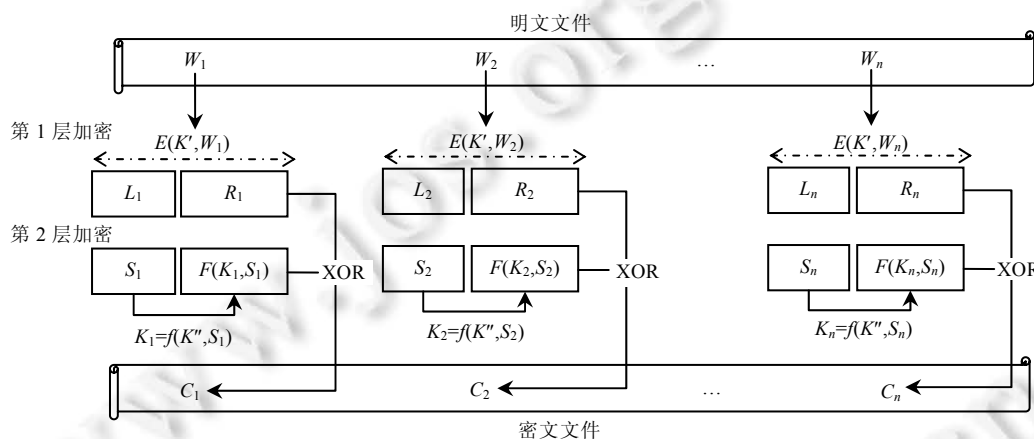 明文文件
W1 W2 … Wn
第 1 层加密
E(K′,W1) E(K′,W2) E(K′,Wn)
L1 R1 L2 R2 Ln Rn
第 2 层加密
S1 F(K1,S1) XOR S2 F(K2,S2) XOR Sn F(Kn,Sn) XOR
K1=f(K″,S1) K2=f(K″,S2) Kn=f(K″,Sn)
C1 C2 … Cn
密文文件